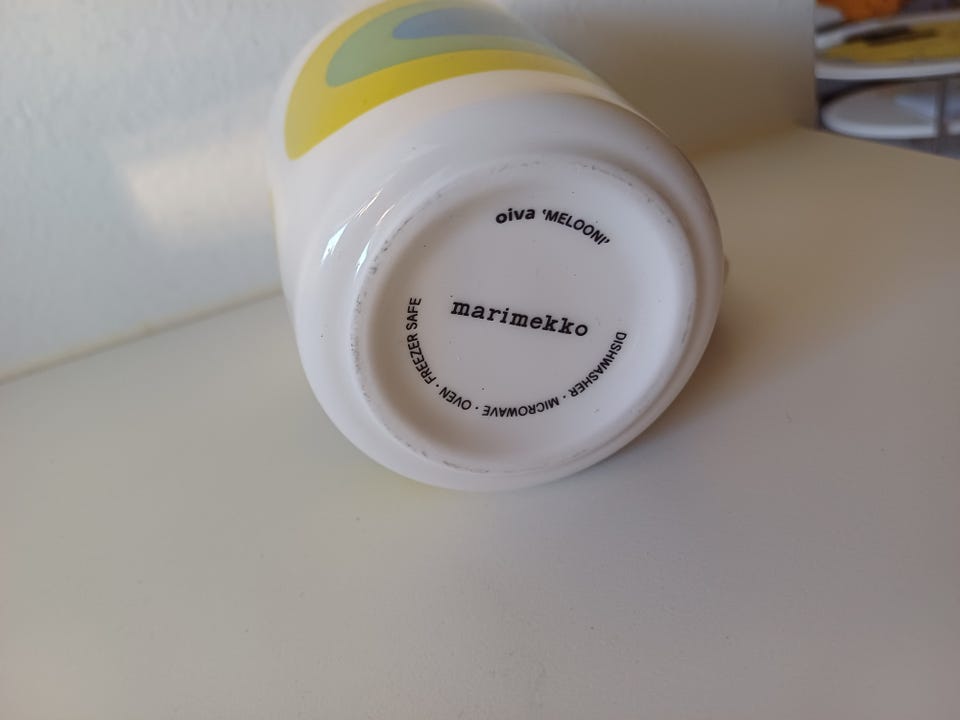 oiva 'MELOONI'
marimekko
DISHWASHER · MICROWAVE · OVEN · FREEZER SAFE